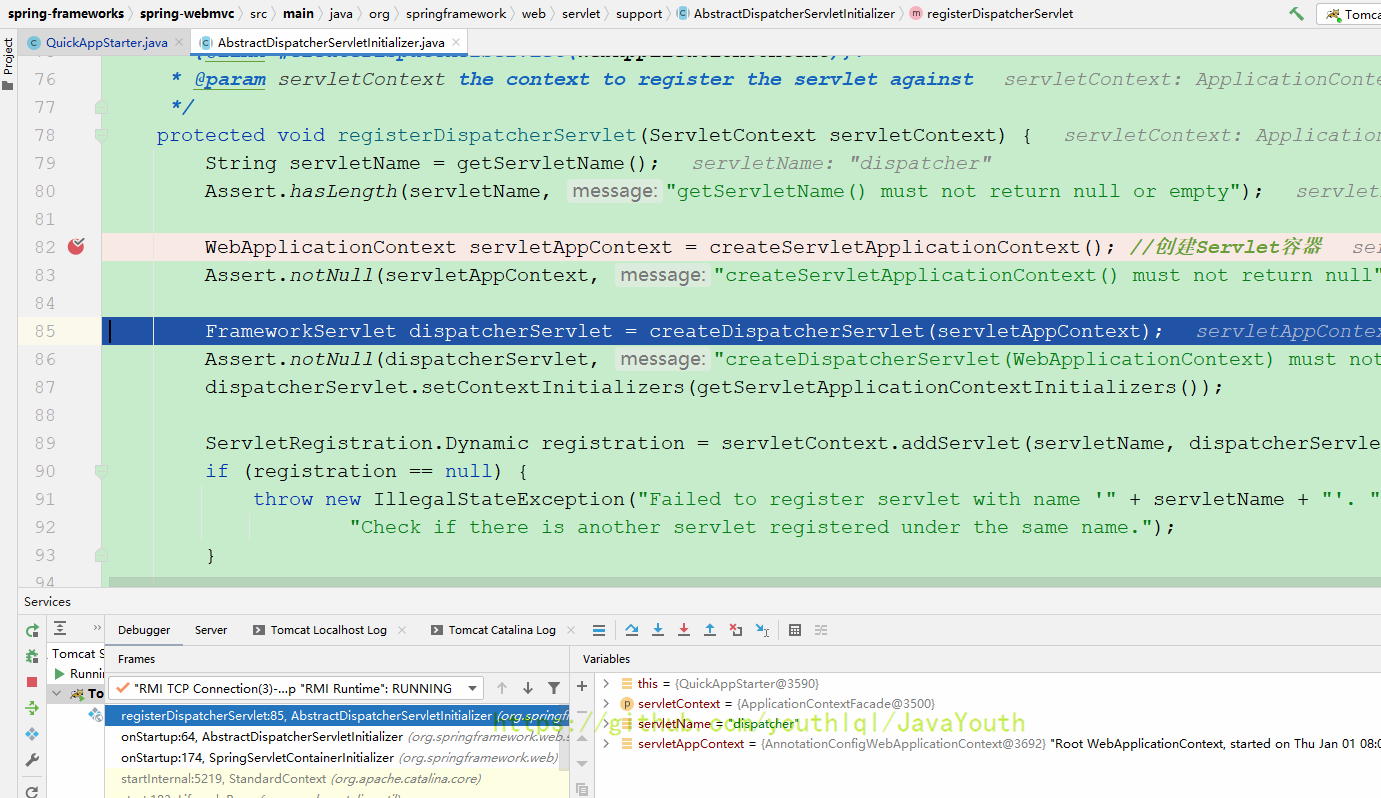 spring-frameworks › spring-webmvc › src › main › java › org › springframework › web › servlet › support › AbstractDispatcherServletInitializer › registerDispatcherServlet
QuickAppStarter.java × AbstractDispatcherServletInitializer.java ×
Project
76 * @param servletContext the context to register the servlet against servletContext: ApplicationConte
77 */
78 protected void registerDispatcherServlet(ServletContext servletContext) { servletContext: Application
79 String servletName = getServletName(); servletName: "dispatcher"
80 Assert.hasLength(servletName, message: "getServletName() must not return null or empty"); servlet
81
82 WebApplicationContext servletAppContext = createServletApplicationContext(); //创建Servlet容器 ser
83 Assert.notNull(servletAppContext, message: "createServletApplicationContext() must not return null"
84
85 FrameworkServlet dispatcherServlet = createDispatcherServlet(servletAppContext); servletAppContex
86 Assert.notNull(dispatcherServlet, message: "createDispatcherServlet(WebApplicationContext) must not
87 dispatcherServlet.setContextInitializers(getServletApplicationContextInitializers());
88
89 ServletRegistration.Dynamic registration = servletContext.addServlet(servletName, dispatcherServle
90 if (registration == null) {
91 throw new IllegalStateException("Failed to register servlet with name '" + servletName + "'. "
92 "Check if there is another servlet registered under the same name.");
93 }
94
Services
Debugger Server Tomcat Localhost Log × Tomcat Catalina Log ×
Tomcat S
Runni
To
Frames
"RMI TCP Connection(3)-...p "RMI Runtime": RUNNING
registerDispatcherServlet:85, AbstractDispatcherServletInitializer (org.springf
onStartup:64, AbstractDispatcherServletInitializer (org.springframework.web.s
onStartup:174, SpringServletContainerInitializer (org.springframework.web)
startInternal:5219, StandardContext (org.apache.catalina.core)
Variables
this = {QuickAppStarter@3590}
servletContext = {ApplicationContextFacade@3500}
servletName = "dispatcher"
servletAppContext = {AnnotationConfigWebApplicationContext@3692} "Root WebApplicationContext, started on Thu Jan 01 08:0
https://github.com/youthlql/JavaYouth